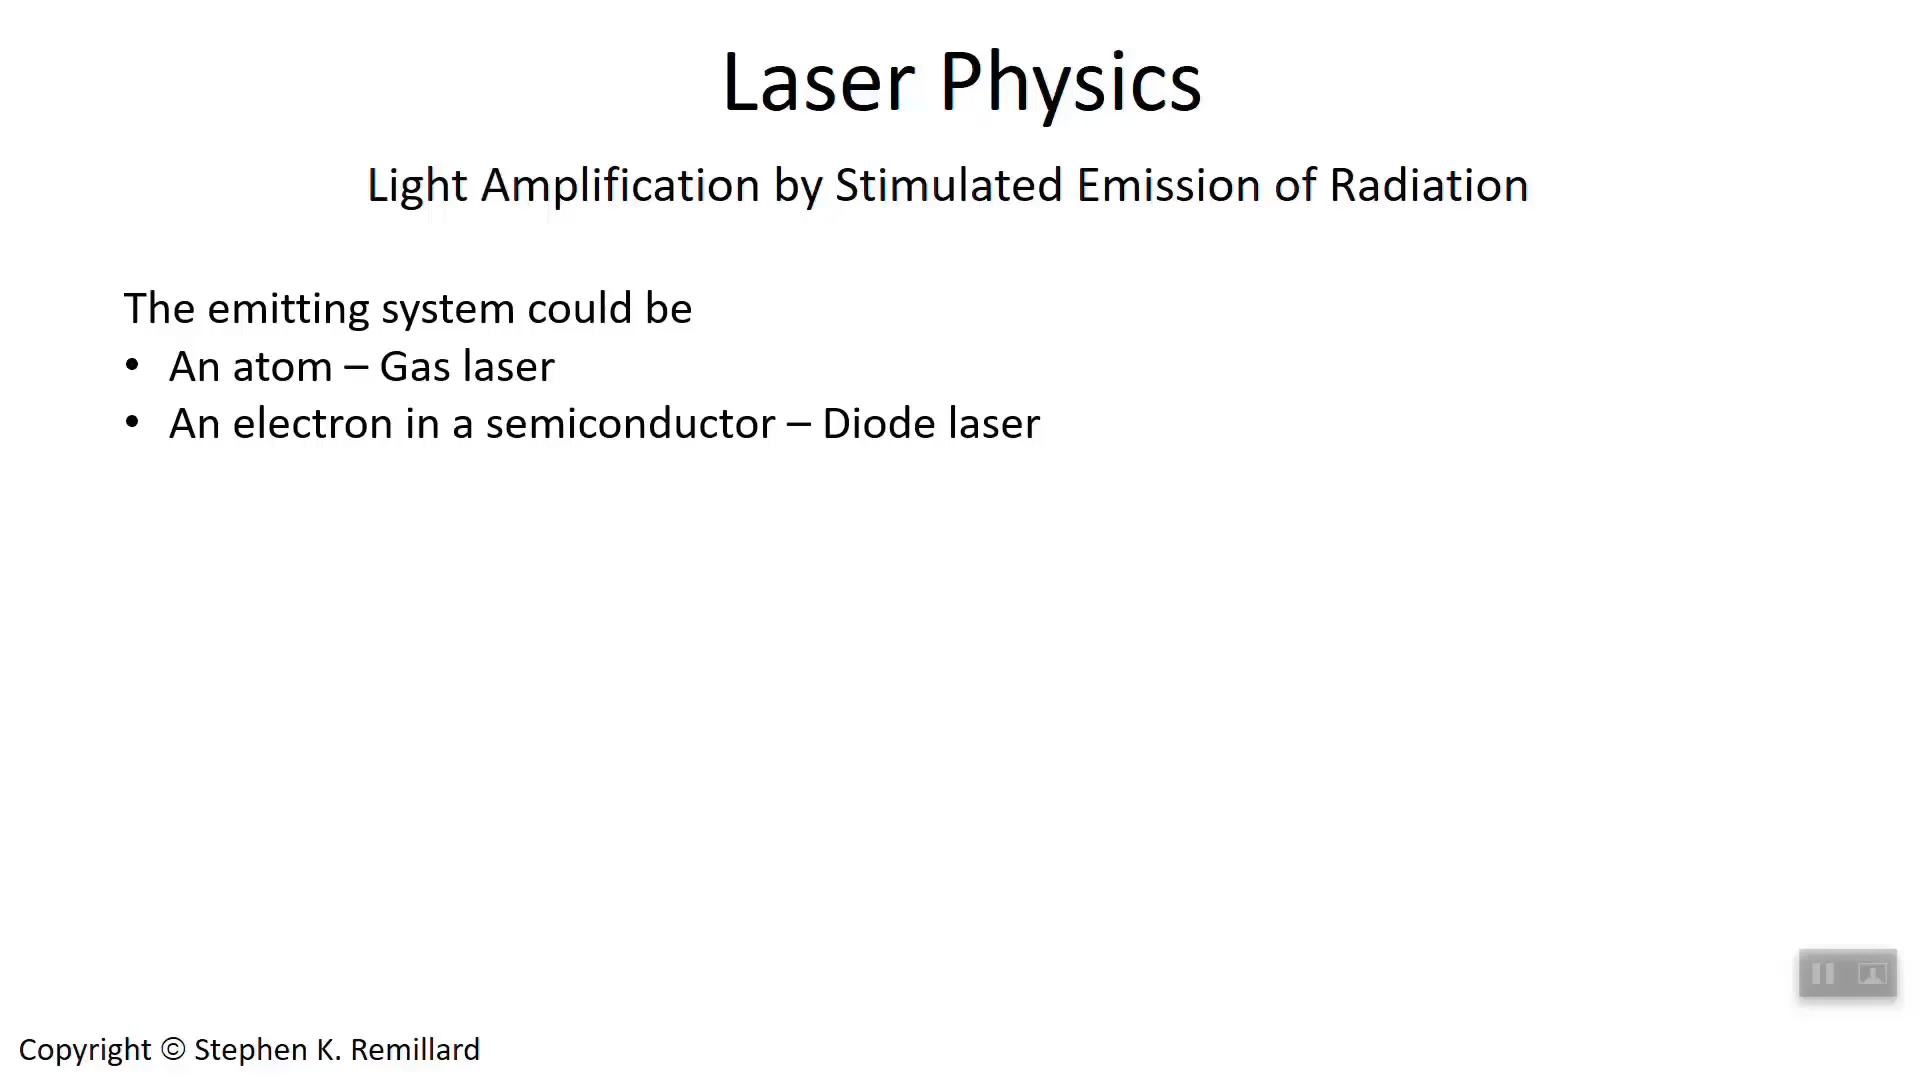 Laser Physics
Light Amplification by Stimulated Emission of Radiation
The emitting system could be
• An atom – Gas laser
• An electron in a semiconductor – Diode laser
Copyright © Stephen K. Remillard